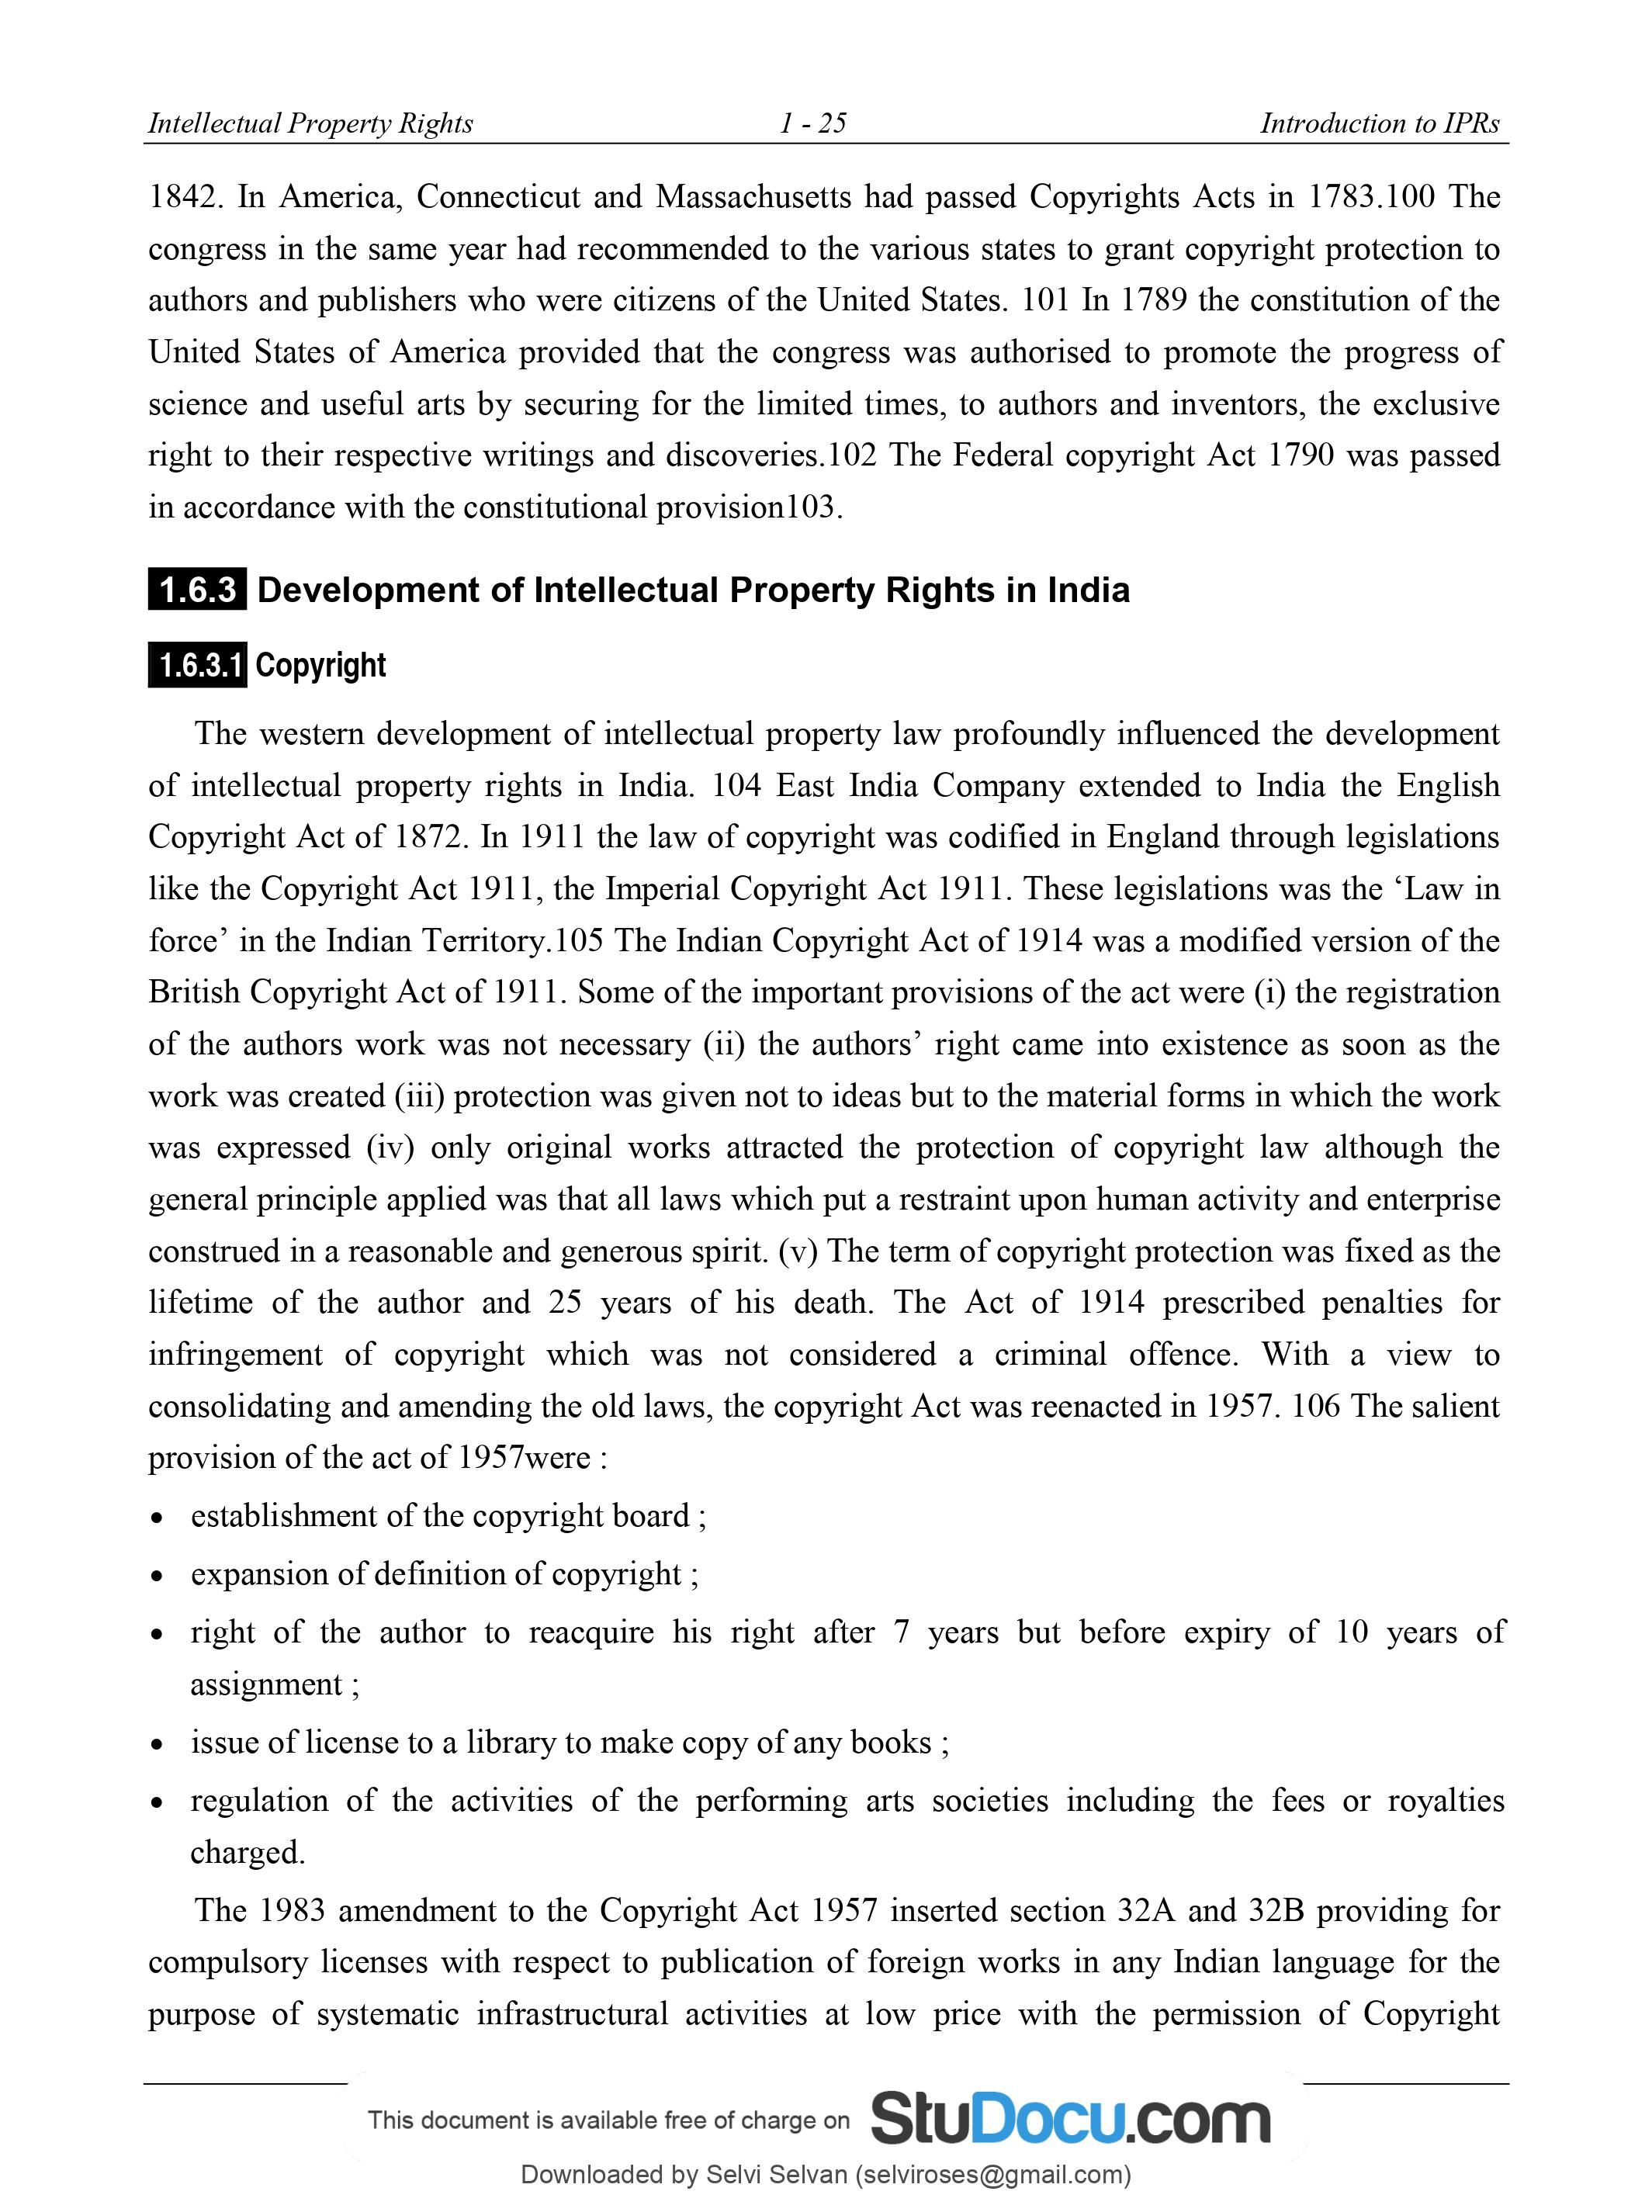 Intellectual Property Rights 1 - 25 Introduction to IPRs
1842. In America, Connecticut and Massachusetts had passed Copyrights Acts in 1783.100 The
congress in the same year had recommended to the various states to grant copyright protection to
authors and publishers who were citizens of the United States. 101 In 1789 the constitution of the
United States of America provided that the congress was authorised to promote the progress of
science and useful arts by securing for the limited times, to authors and inventors, the exclusive
right to their respective writings and discoveries.102 The Federal copyright Act 1790 was passed
in accordance with the constitutional provision103.
1.6.3 Development of Intellectual Property Rights in India
1.6.3.1 Copyright
The western development of intellectual property law profoundly influenced the development
of intellectual property rights in India. 104 East India Company extended to India the English
Copyright Act of 1872. In 1911 the law of copyright was codified in England through legislations
like the Copyright Act 1911, the Imperial Copyright Act 1911. These legislations was the ‘Law in
force’ in the Indian Territory.105 The Indian Copyright Act of 1914 was a modified version of the
British Copyright Act of 1911. Some of the important provisions of the act were (i) the registration
of the authors work was not necessary (ii) the authors’ right came into existence as soon as the
work was created (iii) protection was given not to ideas but to the material forms in which the work
was expressed (iv) only original works attracted the protection of copyright law although the
general principle applied was that all laws which put a restraint upon human activity and enterprise
construed in a reasonable and generous spirit. (v) The term of copyright protection was fixed as the
lifetime of the author and 25 years of his death. The Act of 1914 prescribed penalties for
infringement of copyright which was not considered a criminal offence. With a view to
consolidating and amending the old laws, the copyright Act was reenacted in 1957. 106 The salient
provision of the act of 1957were :
• establishment of the copyright board ;
• expansion of definition of copyright ;
• right of the author to reacquire his right after 7 years but before expiry of 10 years of
assignment ;
• issue of license to a library to make copy of any books ;
• regulation of the activities of the performing arts societies including the fees or royalties
charged.
The 1983 amendment to the Copyright Act 1957 inserted section 32A and 32B providing for
compulsory licenses with respect to publication of foreign works in any Indian language for the
purpose of systematic infrastructural activities at low price with the permission of Copyright
This document is available free of charge on StuDocu.com
Downloaded by Selvi Selvan (selviroses@gmail.com)